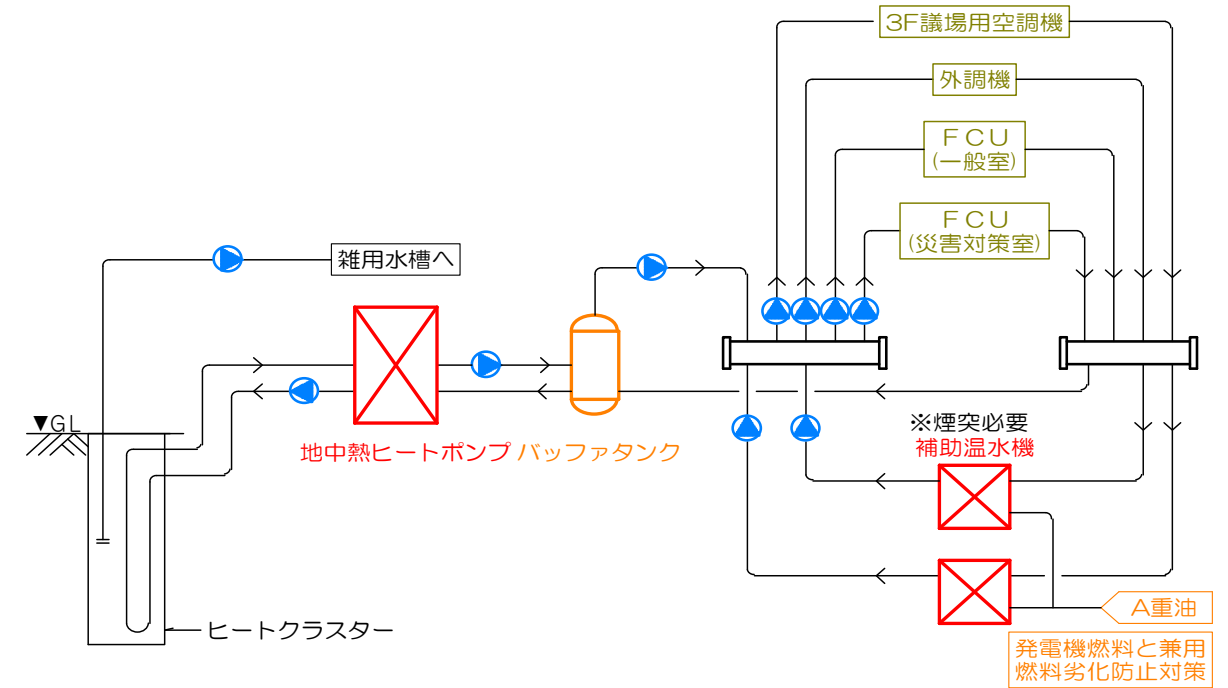 3F議場用空調機
外調機
FCU
(一般室)
FCU
(災害対策室)
雑用水槽へ
▼GL
地中熱ヒートポンプ
バッファタンク
※煙突必要
補助温水機
A重油
ヒートクラスター
発電機燃料と兼用
燃料劣化防止対策